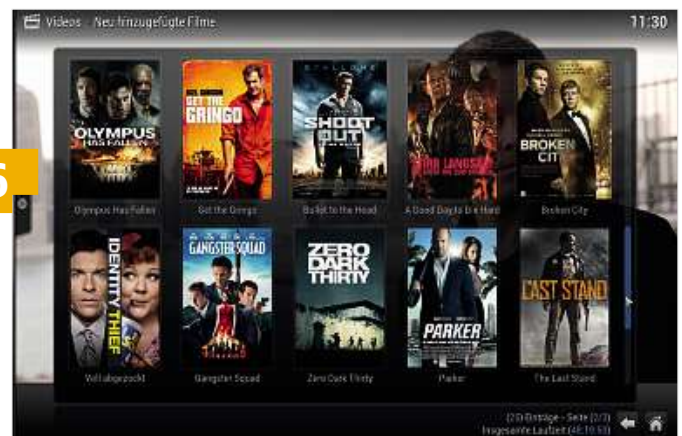 Videos - Neu hinzugefügte Filme
11:30
OLYMPUS
HAS FALLEN
MEL GIBSON
GET THE
GRINGO
STALLONE
SHOOT
OUT
BROKEN
CITY
Olympus Has Fallen
Get the Gringo
Bullet to the Head
A Good Day to Die Hard
Broken City
6
IDENTITY THIEF
GANGSTER SQUAD
ZERO
DARK
THIRTY
PARKER
LAST STAND
Voll abgezockt
Gangster Squad
Zero Dark Thirty
Parker
The Last Stand
Einträge - Seite (2/3)
Insgesamte Laufzeit